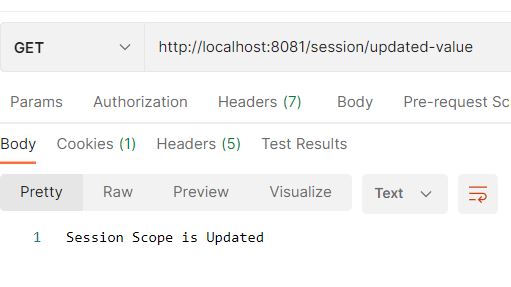 GET http://localhost:8081/session/updated-value
Params Authorization Headers (7) Body Pre-request Sc
Body Cookies (1) Headers (5) Test Results
Pretty Raw Preview Visualize Text
1 Session Scope is Updated